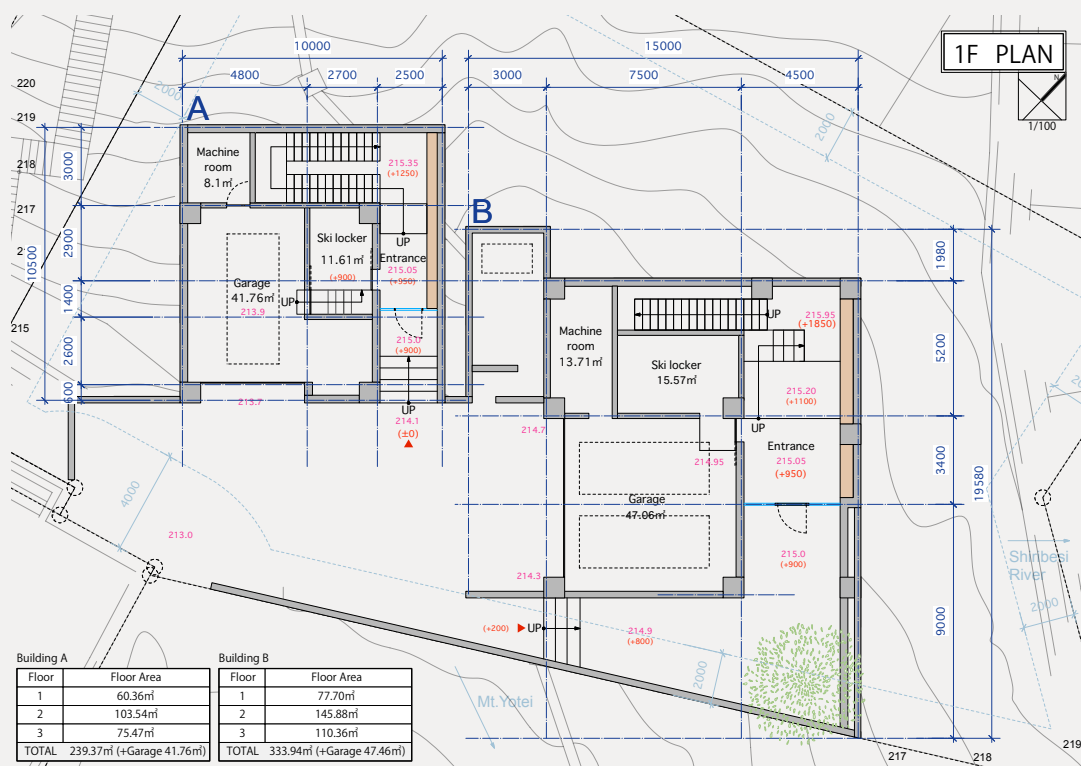 1F PLAN
N
1/100
10000
4800
2700
2500
15000
3000
7500
4500
2000
2000
A
B
220
219
218
217
215
10500
3000
2900
1400
2600
600
Machine
room
8.1㎡
215.35
(+1250)
UP
Ski locker
11.61㎡
(+900)
Entrance
215.05
(+950)
Garage
41.76㎡
213.9
UP
215.0
(+900)
213.7
UP
214.1
(±0)
1980
5200
3400
19580
9000
Machine
room
13.71㎡
Ski locker
15.57㎡
UP
215.95
(+1850)
215.20
(+1100)
UP
Entrance
215.05
(+950)
214.7
214.95
Garage
47.06㎡
215.0
(+900)
214.3
(+200)
UP
214.9
(+800)
4000
213.0
Shiribesi
River
2000
2000
Mt.Yotei
217
218
219
Building A
Floor Floor Area
1 60.36㎡
2 103.54㎡
3 75.47㎡
TOTAL 239.37㎡ (+Garage 41.76㎡)
Building B
Floor Floor Area
1 77.70㎡
2 145.88㎡
3 110.36㎡
TOTAL 333.94㎡ (+Garage 47.46㎡)